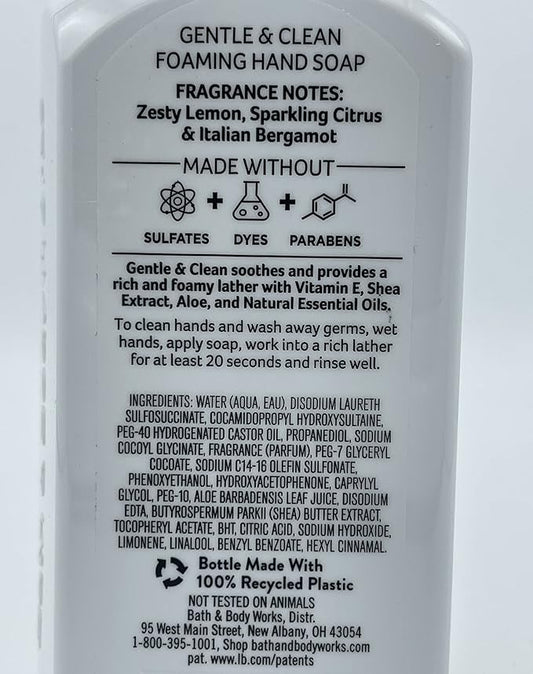 GENTLE & CLEAN
FOAMING HAND SOAP
FRAGRANCE NOTES:
Zesty Lemon, Sparkling Citrus
& Italian Bergamot
MADE WITHOUT
+ +
SULFATES DYES PARABENS
Gentle & Clean soothes and provides a
rich and foamy lather with Vitamin E, Shea
Extract, Aloe, and Natural Essential Oils.
To clean hands and wash away germs, wet
hands, apply soap, work into a rich lather
for at least 20 seconds and rinse well.
INGREDIENTS: WATER (AQUA, EAU), DISODIUM LAURETH
SULFOSUCCINATE, COCAMIDOPROPYL HYDROXYSULTAINE,
PEG-40 HYDROGENATED CASTOR OIL, PROPANEDIOL, SODIUM
COCOYL GLYCINATE, FRAGRANCE (PARFUM), PEG-7 GLYCERYL
COCOATE, SODIUM C14-16 OLEFIN SULFONATE,
PHENOXYETHANOL, HYDROXYACETOPHENONE, CAPRYLYL
GLYCOL, PEG-10, ALOE BARBADENSIS LEAF JUICE, DISODIUM
EDTA, BUTYROSPERMUM PARKII (SHEA) BUTTER EXTRACT,
TOCOPHERYL ACETATE, BHT, CITRIC ACID, SODIUM HYDROXIDE,
LIMONENE, LINALOOL, BENZYL BENZOATE, HEXYL CINNAMAL.
Bottle Made With
100% Recycled Plastic
NOT TESTED ON ANIMALS
Bath & Body Works, Distr.
95 West Main Street, New Albany, OH 43054
1-800-395-1001, Shop bathandbodyworks.com
pat. www.lb.com/patents